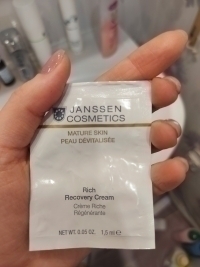 JANSSEN
COSMETICS
MATURE SKIN
PEAU DÉVITALISÉE
Rich
Recovery Cream
Crème Riche
Régénérante
NET WT. 0.05 OZ. 1,5 ml e